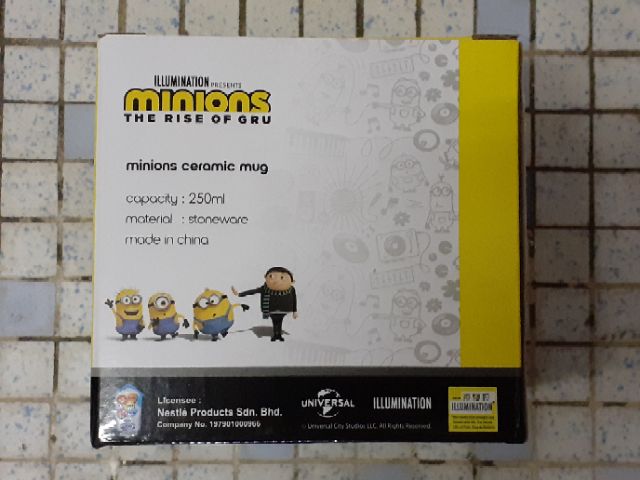 ILLUMINATION PRESENTS
minions
THE RISE OF GRU
minions ceramic mug
capacity : 250ml
material : stoneware
made in china
Licensee :
Nestlé Products Sdn. Bhd.
Company No. 197901000966
UNIVERSAL
ILLUMINATION
© Universal City Studios LLC. All Rights Reserved.
ILLUMINATION